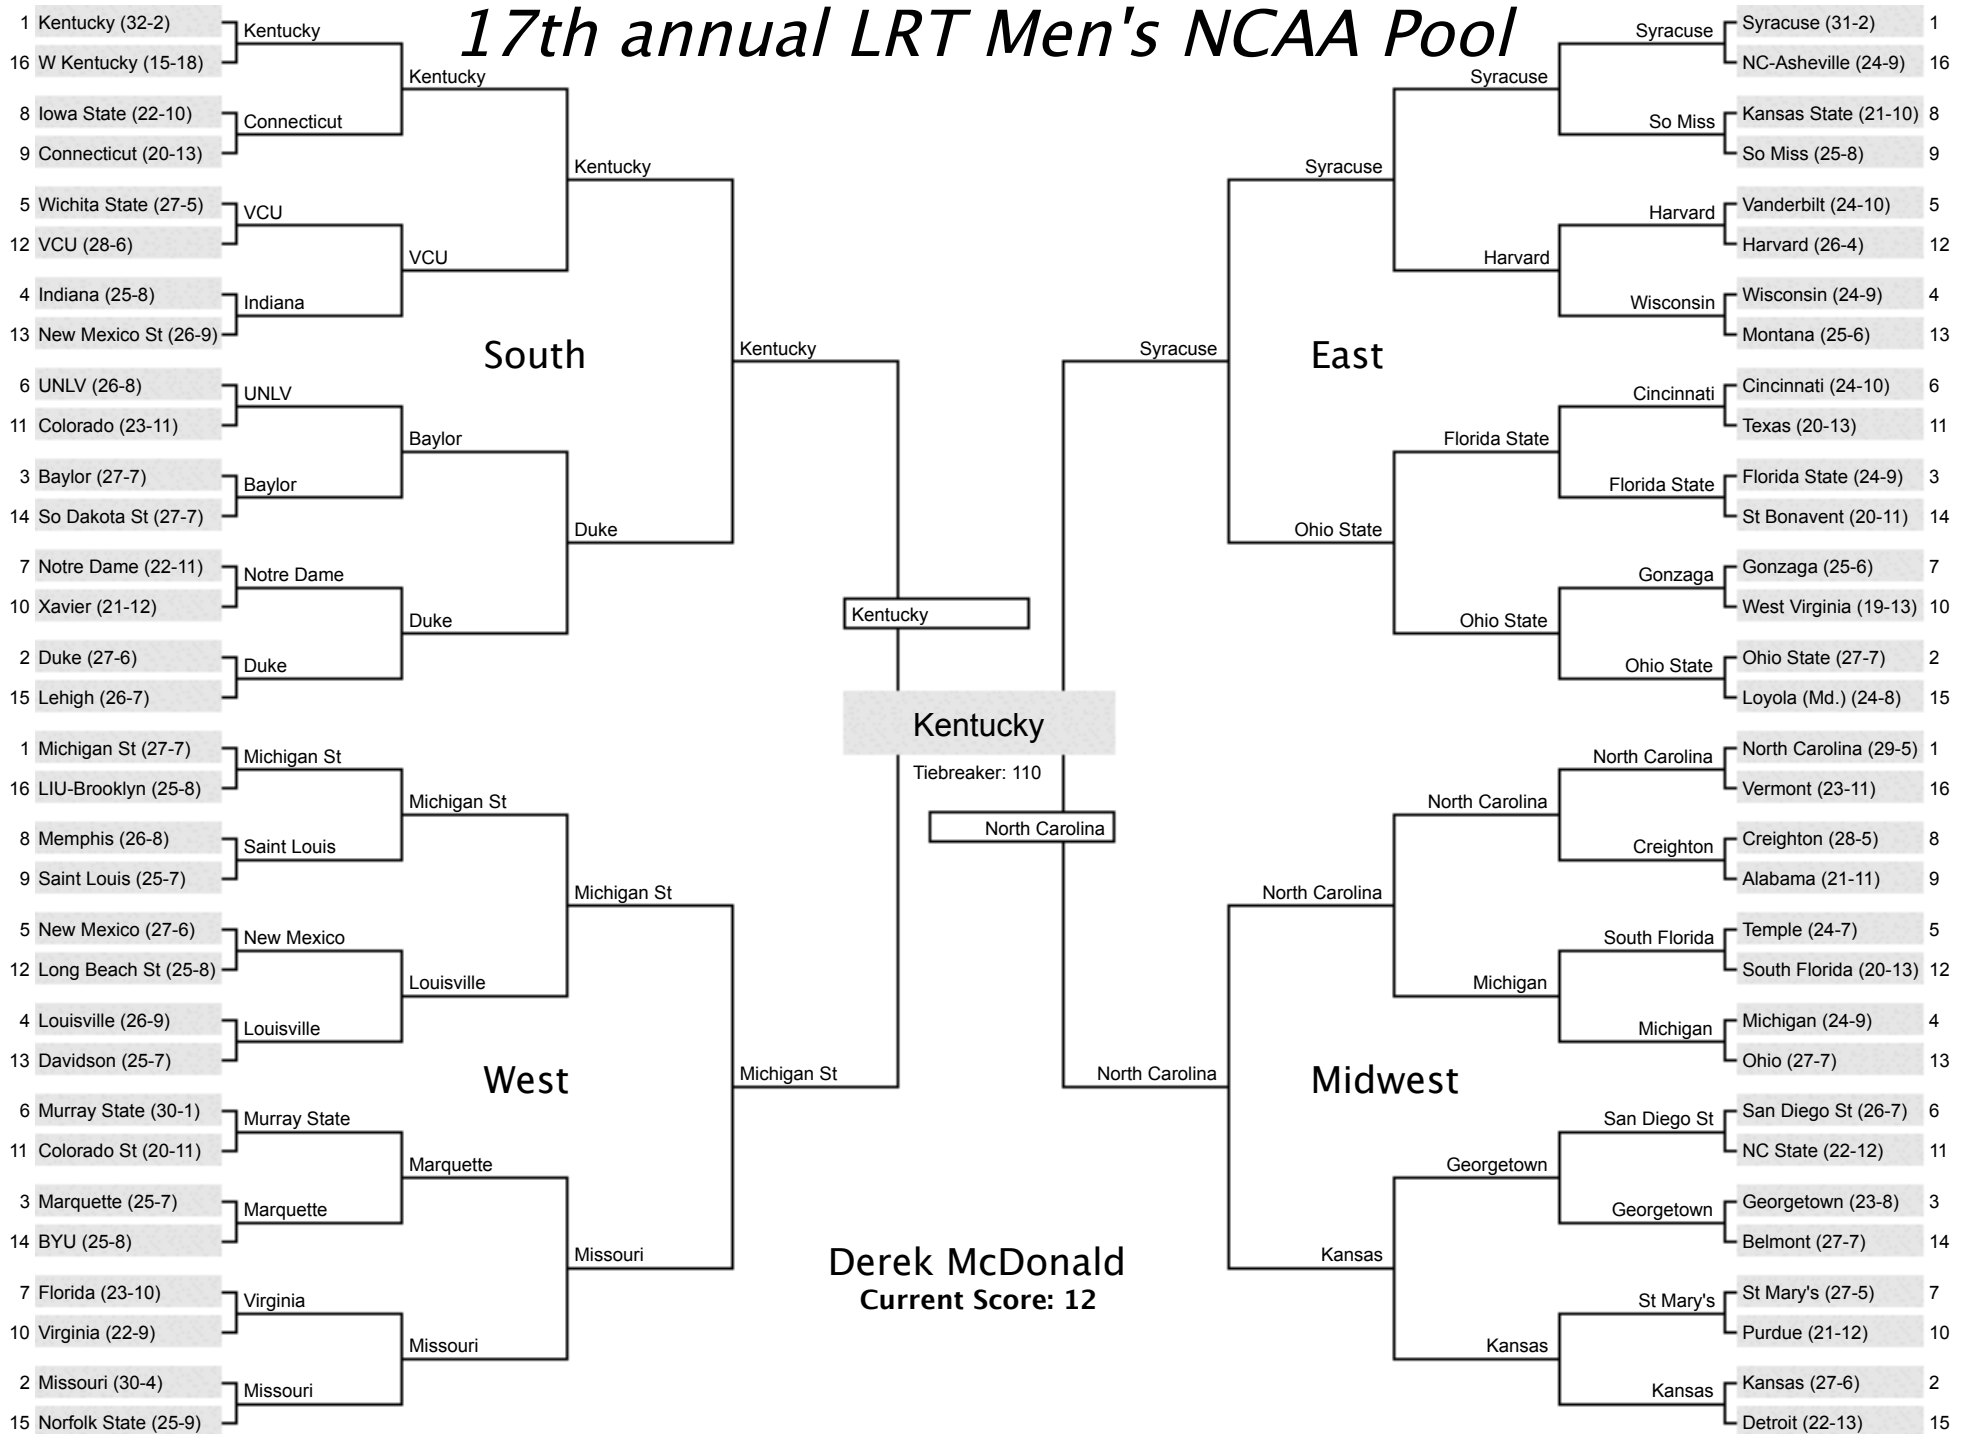 17th annual LRT Men's NCAA Pool
1 Kentucky (32-2)
16 W Kentucky (15-18)
8 Iowa State (22-10)
9 Connecticut (20-13)
5 Wichita State (27-5)
12 VCU (28-6)
4 Indiana (25-8)
13 New Mexico St (26-9)
6 UNLV (26-8)
11 Colorado (23-11)
3 Baylor (27-7)
14 So Dakota St (27-7)
7 Notre Dame (22-11)
10 Xavier (21-12)
2 Duke (27-6)
15 Lehigh (26-7)
1 Michigan St (27-7)
16 LIU-Brooklyn (25-8)
8 Memphis (26-8)
9 Saint Louis (25-7)
5 New Mexico (27-6)
12 Long Beach St (25-8)
4 Louisville (26-9)
13 Davidson (25-7)
6 Murray State (30-1)
11 Colorado St (20-11)
3 Marquette (25-7)
14 BYU (25-8)
7 Florida (23-10)
10 Virginia (22-9)
2 Missouri (30-4)
15 Norfolk State (25-9)
Kentucky
Connecticut
VCU
Indiana
UNLV
Baylor
Notre Dame
Duke
Michigan St
Saint Louis
New Mexico
Louisville
Murray State
Marquette
Virginia
Missouri
Kentucky
VCU
Baylor
Duke
Michigan St
Louisville
Marquette
Missouri
Kentucky
Duke
Michigan St
Missouri
South
West
Kentucky
Michigan St
Kentucky
Kentucky
Tiebreaker: 110
North Carolina
Derek McDonald
Current Score: 12
Syracuse
North Carolina
East
Midwest
Syracuse
Ohio State
North Carolina
Kansas
Syracuse
Harvard
Florida State
Ohio State
North Carolina
Michigan
Georgetown
Kansas
Syracuse
So Miss
Harvard
Wisconsin
Cincinnati
Florida State
Gonzaga
Ohio State
North Carolina
Creighton
South Florida
Michigan
San Diego St
Georgetown
St Mary's
Kansas
Syracuse (31-2) 1
NC-Asheville (24-9) 16
Kansas State (21-10) 8
So Miss (25-8) 9
Vanderbilt (24-10) 5
Harvard (26-4) 12
Wisconsin (24-9) 4
Montana (25-6) 13
Cincinnati (24-10) 6
Texas (20-13) 11
Florida State (24-9) 3
St Bonavent (20-11) 14
Gonzaga (25-6) 7
West Virginia (19-13) 10
Ohio State (27-7) 2
Loyola (Md.) (24-8) 15
North Carolina (29-5) 1
Vermont (23-11) 16
Creighton (28-5) 8
Alabama (21-11) 9
Temple (24-7) 5
South Florida (20-13) 12
Michigan (24-9) 4
Ohio (27-7) 13
San Diego St (26-7) 6
NC State (22-12) 11
Georgetown (23-8) 3
Belmont (27-7) 14
St Mary's (27-5) 7
Purdue (21-12) 10
Kansas (27-6) 2
Detroit (22-13) 15